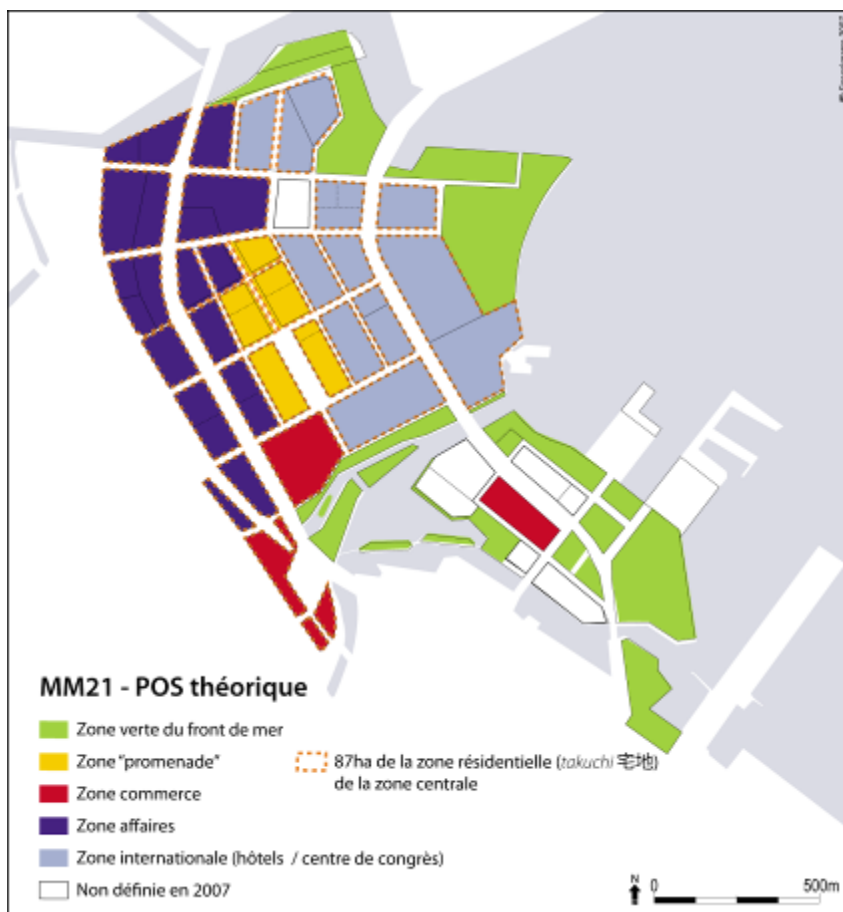 MM21 - POS théorique
Zone verte du front de mer
Zone "promenade"
Zone commerce
Zone affaires
Zone internationale (hôtels / centre de congrès)
Non définie en 2007
87ha de la zone résidentielle (takuchi 宅地)
de la zone centrale
N
0
500m